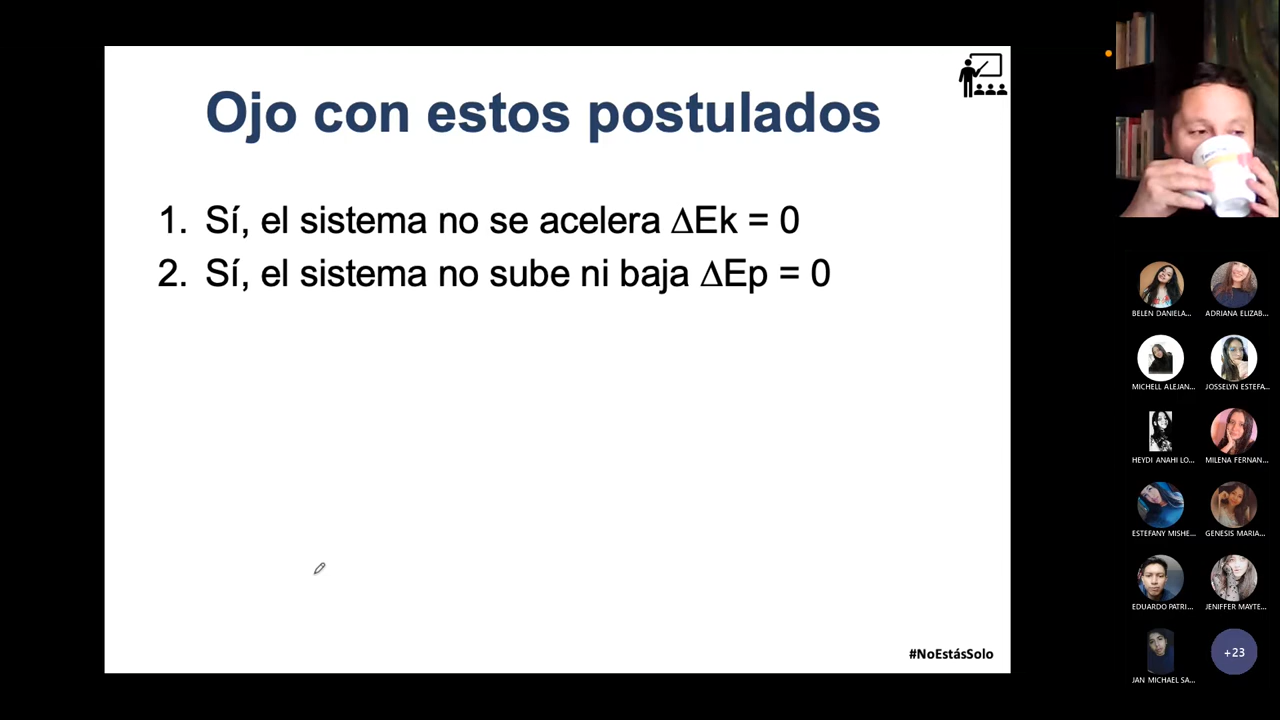 Ojo con estos postulados
1. Sí, el sistema no se acelera ∆Ek = 0
2. Sí, el sistema no sube ni baja ∆Ep = 0
#NoEstásSolo
BELEN DANIELA...
ADRIANA ELIZAB...
MICHELL ALEJAN...
JOSSELYN ESTEFA...
HEYDI ANAHI LO...
MILENA FERNAN...
ESTEFANY MISHE...
GENESIS MARIA...
EDUARDO PATRI...
JENIFFER MAYTE...
JAN MICHAEL SA...
+23